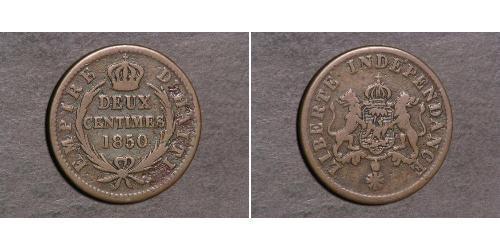 EMPIRE D'HAITI
DEUX
CENTIMES
1850
LIBERTE INDEPENDANCE